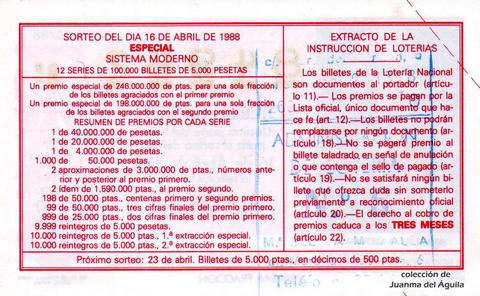 SORTEO DEL DIA 16 DE ABRIL DE 1988
ESPECIAL
SISTEMA MODERNO
12 SERIES DE 100.000 BILLETES DE 5.000 PESETAS
Un premio especial de 246.000.000 de ptas. para una sola fracción
de los billetes agraciados con el primer premio
Un premio especial de 198.000.000 de ptas. para una sola fracción
de los billetes agraciados con el segundo premio
RESUMEN DE PREMIOS POR CADA SERIE
1 de 40.000.000 de pesetas.
1 de 20.000.000 de pesetas.
1 de 4.000.000 de pesetas.
1.000 de 50.000 pesetas.
2 aproximaciones de 3.000.000 de ptas., números ante-
rior y posterior al premio primero.
2 ídem de 1.590.000 ptas., al premio segundo.
198 de 50.000 ptas., centenas primero y segundo premios.
99 de 50.000 ptas., tres cifras finales del premio primero.
999 de 25.000 ptas., dos cifras finales del premio primero.
9.999 reintegros de 5.000 pesetas.
10.000 reintegros de 5.000 ptas., 1.ª extracción especial.
10.000 reintegros de 5.000 ptas., 2.ª extracción especial.
EXTRACTO DE LA
INSTRUCCION DE LOTERIAS
Los billetes de la Lotería Nacional
son documentos al portador (artícu-
lo 11).— Los premios se pagan por la
Lista oficial, único documento que ha-
ce fe (art. 12).—Los billetes no podrán
remplazarse por ningún documento (ar-
tículo 18).—No se pagará premio al
billete taladrado en señal de anulación
o que contenga el sello de pagado (ar-
tículo 19).—No se satisfará ningún bi-
llete que ofrezca duda sin someterlo
previamente a reconocimiento oficial
(artículo 20).—El derecho al cobro de
premios caduca a los TRES MESES
(artículo 22).
Próximo sorteo: 23 de abril. Billetes de 5.000 ptas., en décimos de 500 ptas.
colección de
Juanma del Águila